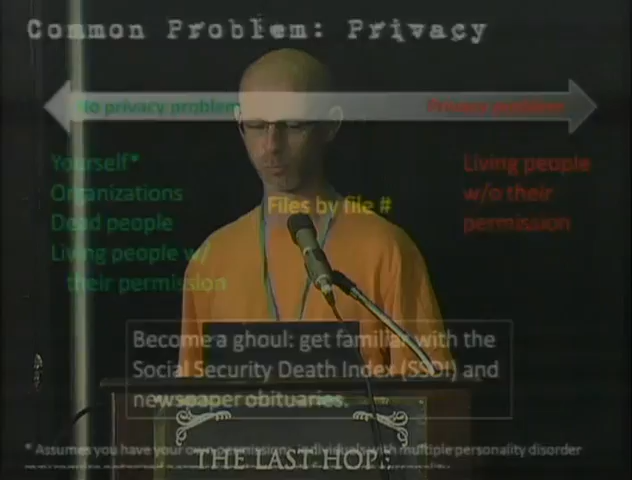 Common Problem: Privacy
No privacy problem
Privacy problem
Yourself*
Organizations
Dead people
Living people w/
their permission
Files by file #
Living people
w/o their
permission
Become a ghoul: get familiar with the
Social Security Death Index (SSDI) and
newspaper obituaries.
* Assumes you have your own permission; individuals with multiple personality disorder
THE LAST HOPE